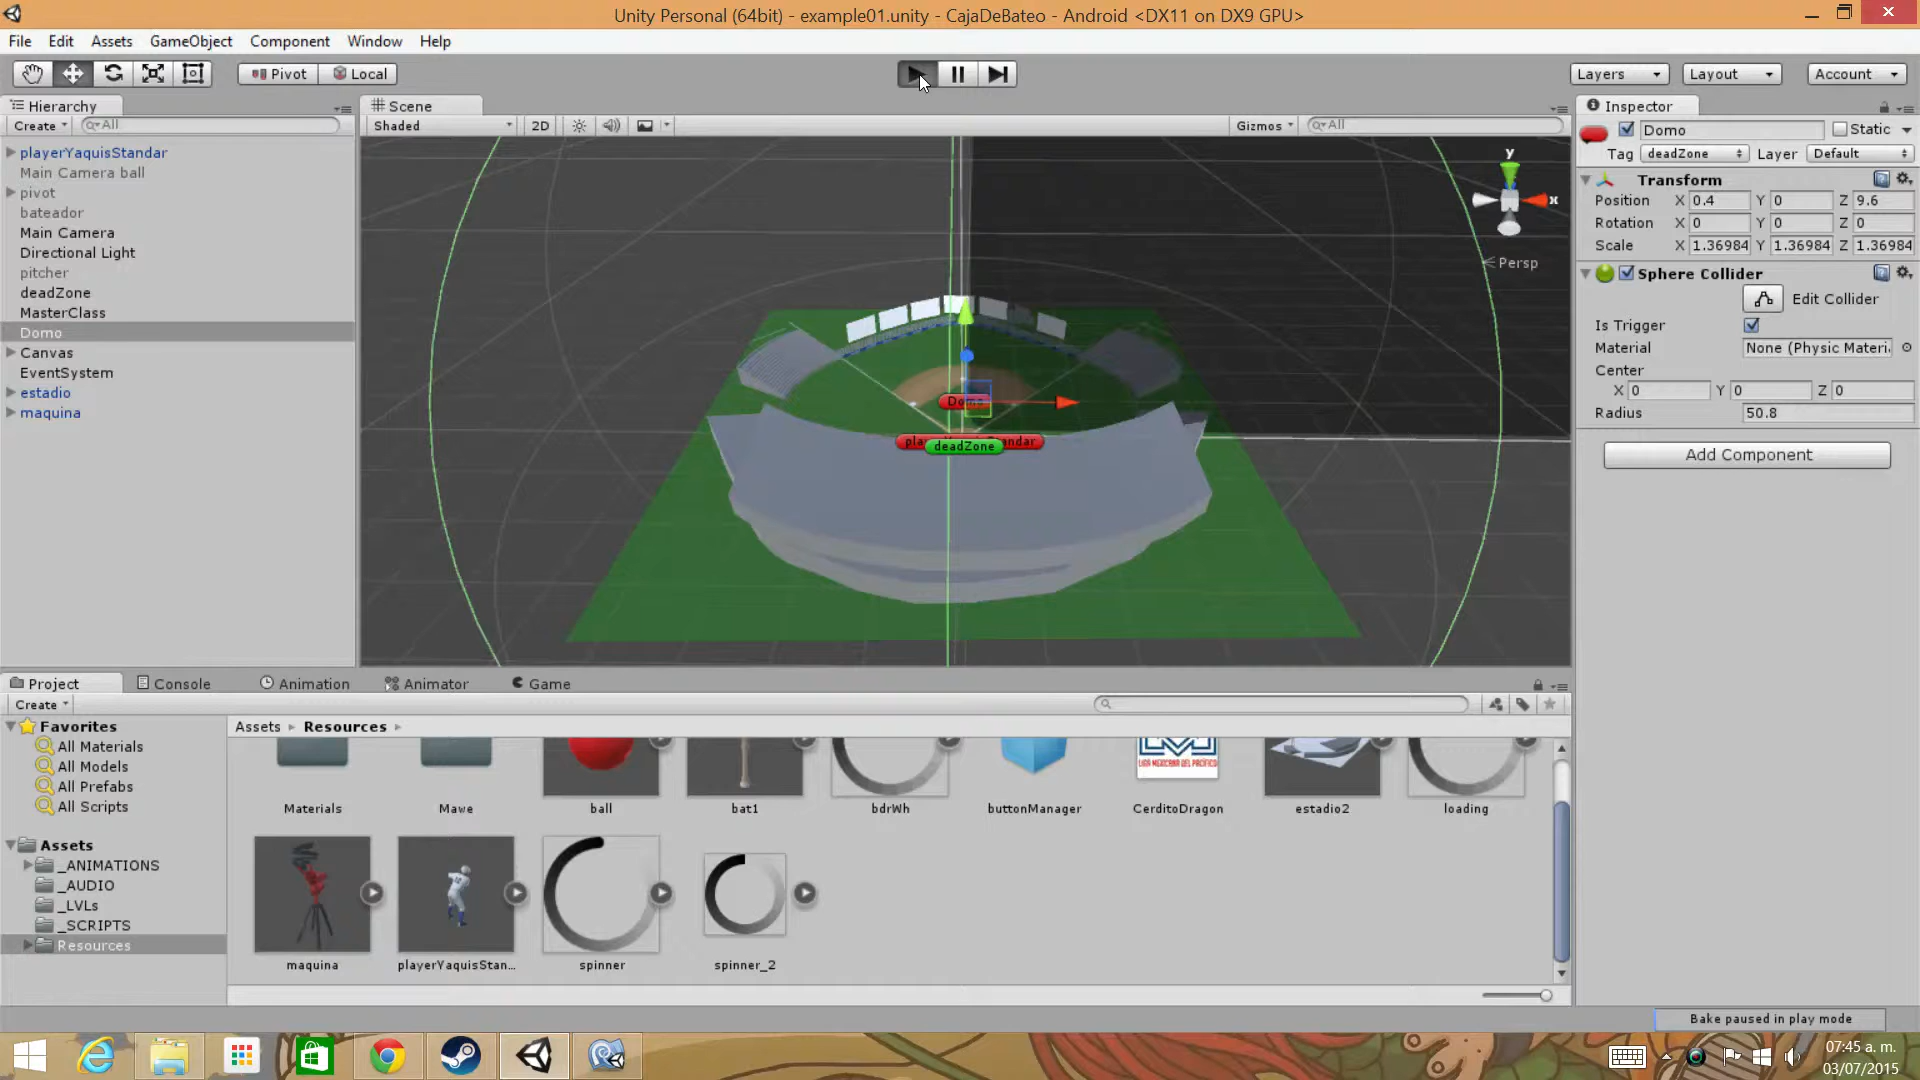 Unity Personal (64bit) - example01.unity - CajaDeBateo - Android <DX11 on DX9 GPU>
File Edit Assets GameObject Component Window Help
Pivot Local Layers Layout Account
Hierarchy
Create All
playerYaquisStandar
Main Camera ball
pivot
bateador
Main Camera
Directional Light
pitcher
deadZone
MasterClass
Domo
Canvas
EventSystem
estadio
maquina
Scene
Shaded 2D Gizmos All
y
x
Persp
deadZone
Inspector
Domo Static
Tag deadZone Layer Default
Transform
Position X 0.4 Y 0 Z 9.6
Rotation X 0 Y 0 Z 0
Scale X 1.36984 Y 1.36984 Z 1.36984
Sphere Collider
Edit Collider
Is Trigger
Material None (Physic Materi
Center
X 0 Y 0 Z 0
Radius 50.8
Add Component
Project Console Animation Animator Game
Create
Favorites
All Materials
All Models
All Prefabs
All Scripts
Assets
_ANIMATIONS
_AUDIO
_LVLs
_SCRIPTS
Resources
Assets Resources
LIGA MEXICANA DEL PACÍFICO
Materials Mawe ball bat1 bdrWh buttonManager CerditoDragon estadio2 loading
maquina playerYaquisStan... spinner spinner_2
Bake paused in play mode
07:45 a. m.
03/07/2015